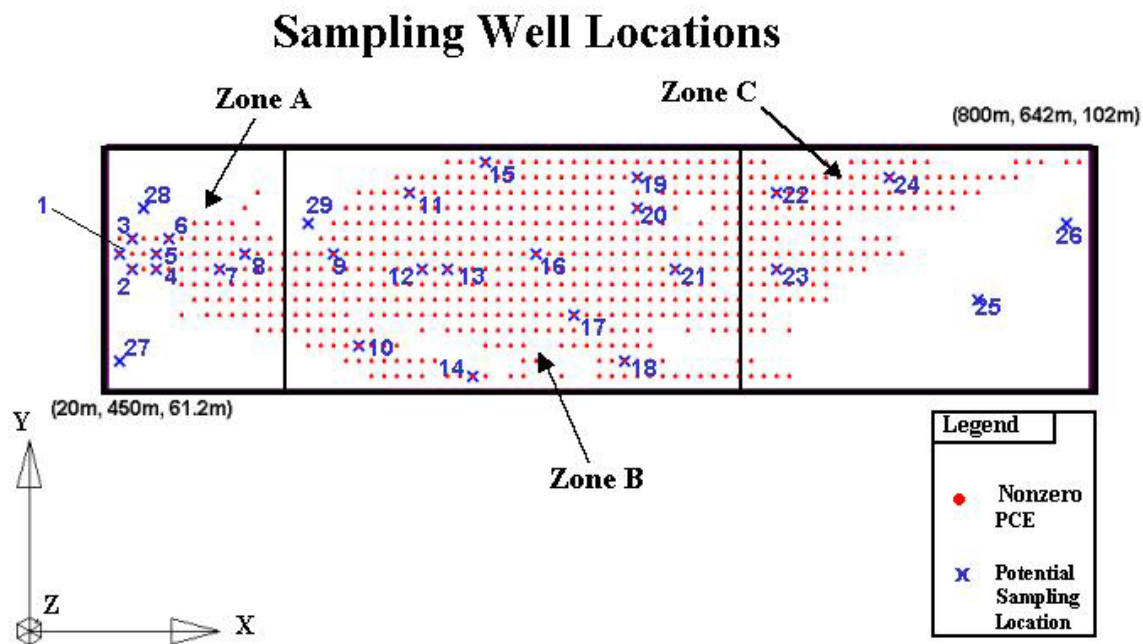 Sampling Well Locations
Zone A
Zone C
(800m, 642m, 102m)
15
19
24
28
11
22
1
3
6
29
20
26
5
8
9
16
2
4
7
12
13
21
23
25
17
27
10
14
18
(20m, 450m, 61.2m)
Zone B
Y
Z
X
Legend
Nonzero
PCE
Potential
Sampling
Location